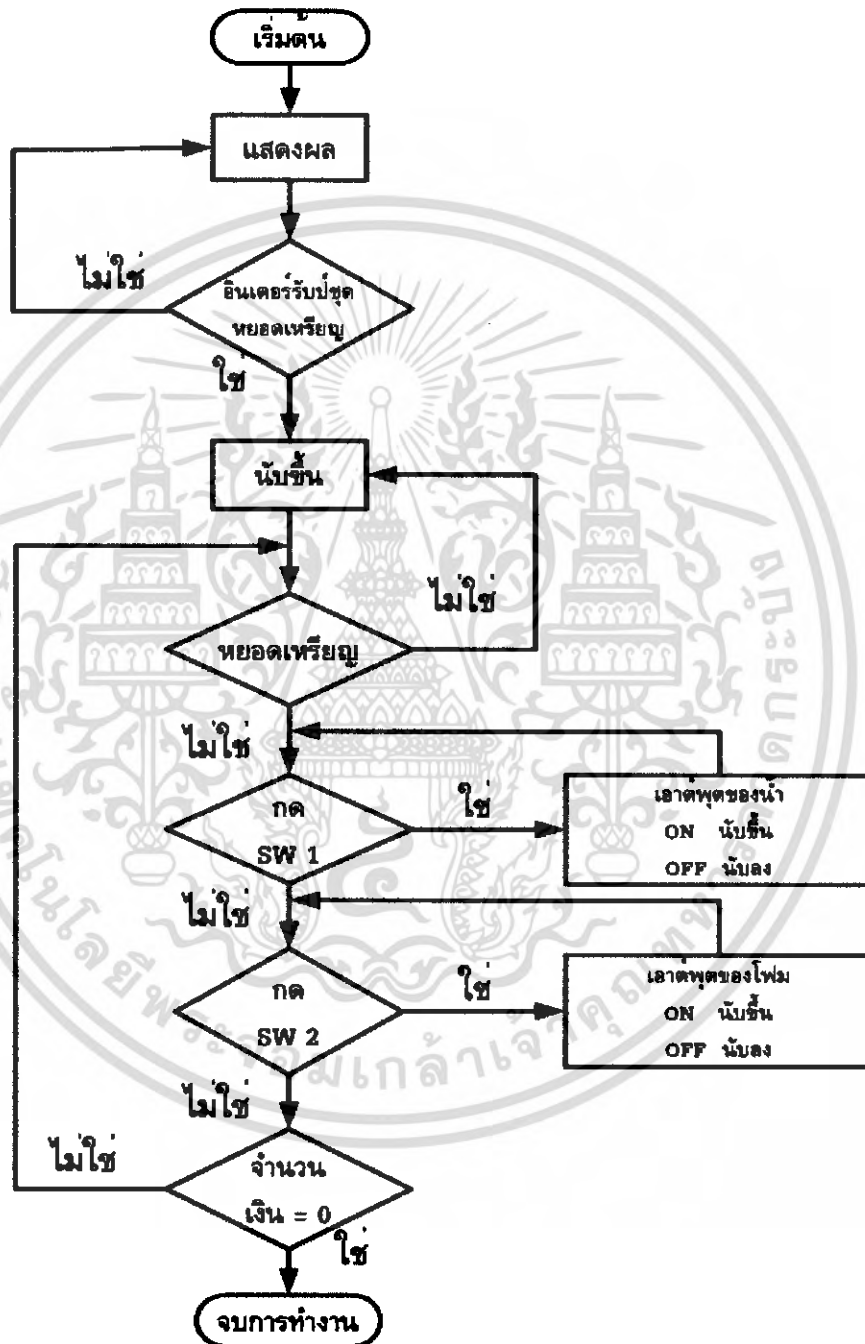 เริ่มต้น
แสดงผล
ไม่ใช่
อินเตอร์รับป์ชุด
หยอดเหรียญ
ใช่
นับขึ้น
ไม่ใช่
หยอดเหรียญ
ไม่ใช่
กด
SW 1
ใช่
เอาต์พุตของน้ำ
ON นับขึ้น
OFF นับลง
ไม่ใช่
กด
SW 2
ใช่
เอาต์พุตของโฟม
ON นับขึ้น
OFF นับลง
ไม่ใช่
ไม่ใช่
จำนวน
เงิน = 0
ใช่
จบการทำงาน